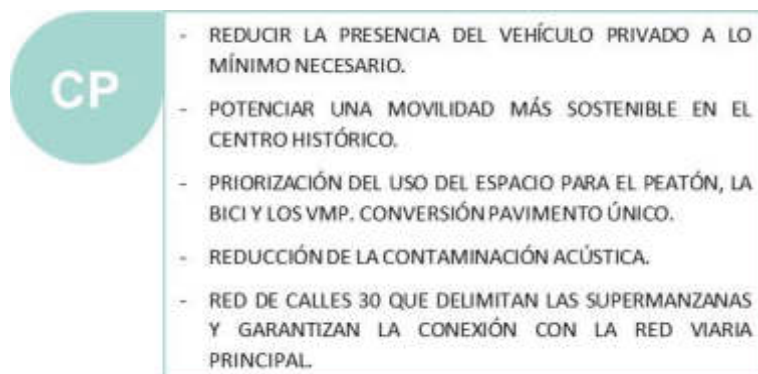 CP
- REDUCIR LA PRESENCIA DEL VEHÍCULO PRIVADO A LO
MÍNIMO NECESARIO.
- POTENCIAR UNA MOVILIDAD MÁS SOSTENIBLE EN EL
CENTRO HISTÓRICO.
- PRIORIZACIÓN DEL USO DEL ESPACIO PARA EL PEATÓN, LA
BICI Y LOS VMP. CONVERSIÓN PAVIMENTO ÚNICO.
- REDUCCIÓN DE LA CONTAMINACIÓN ACÚSTICA.
- RED DE CALLES 30 QUE DELIMITAN LAS SUPERMANZANAS
Y GARANTIZAN LA CONEXIÓN CON LA RED VIARIA
PRINCIPAL.